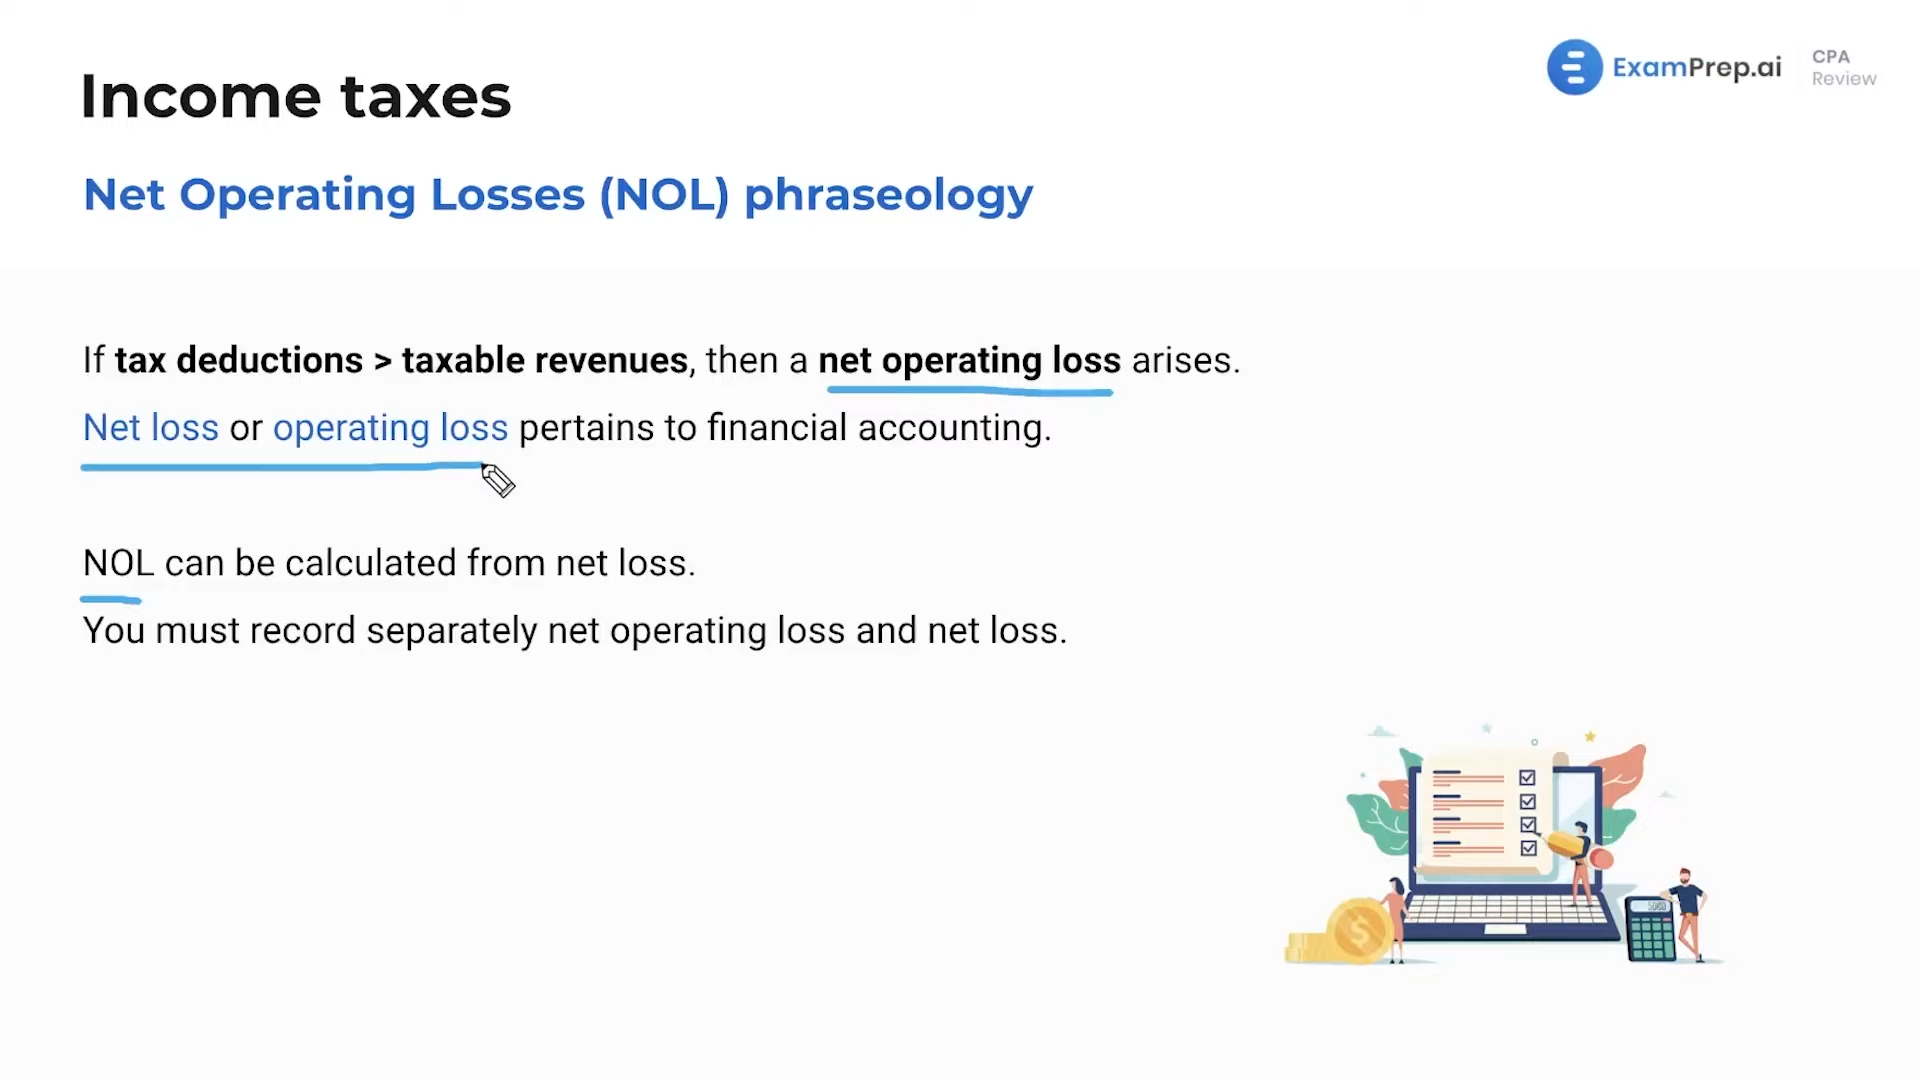 Income taxes
ExamPrep.ai
CPA
Review
Net Operating Losses (NOL) phraseology
If tax deductions > taxable revenues, then a net operating loss arises.
Net loss or operating loss pertains to financial accounting.
NOL can be calculated from net loss.
You must record separately net operating loss and net loss.